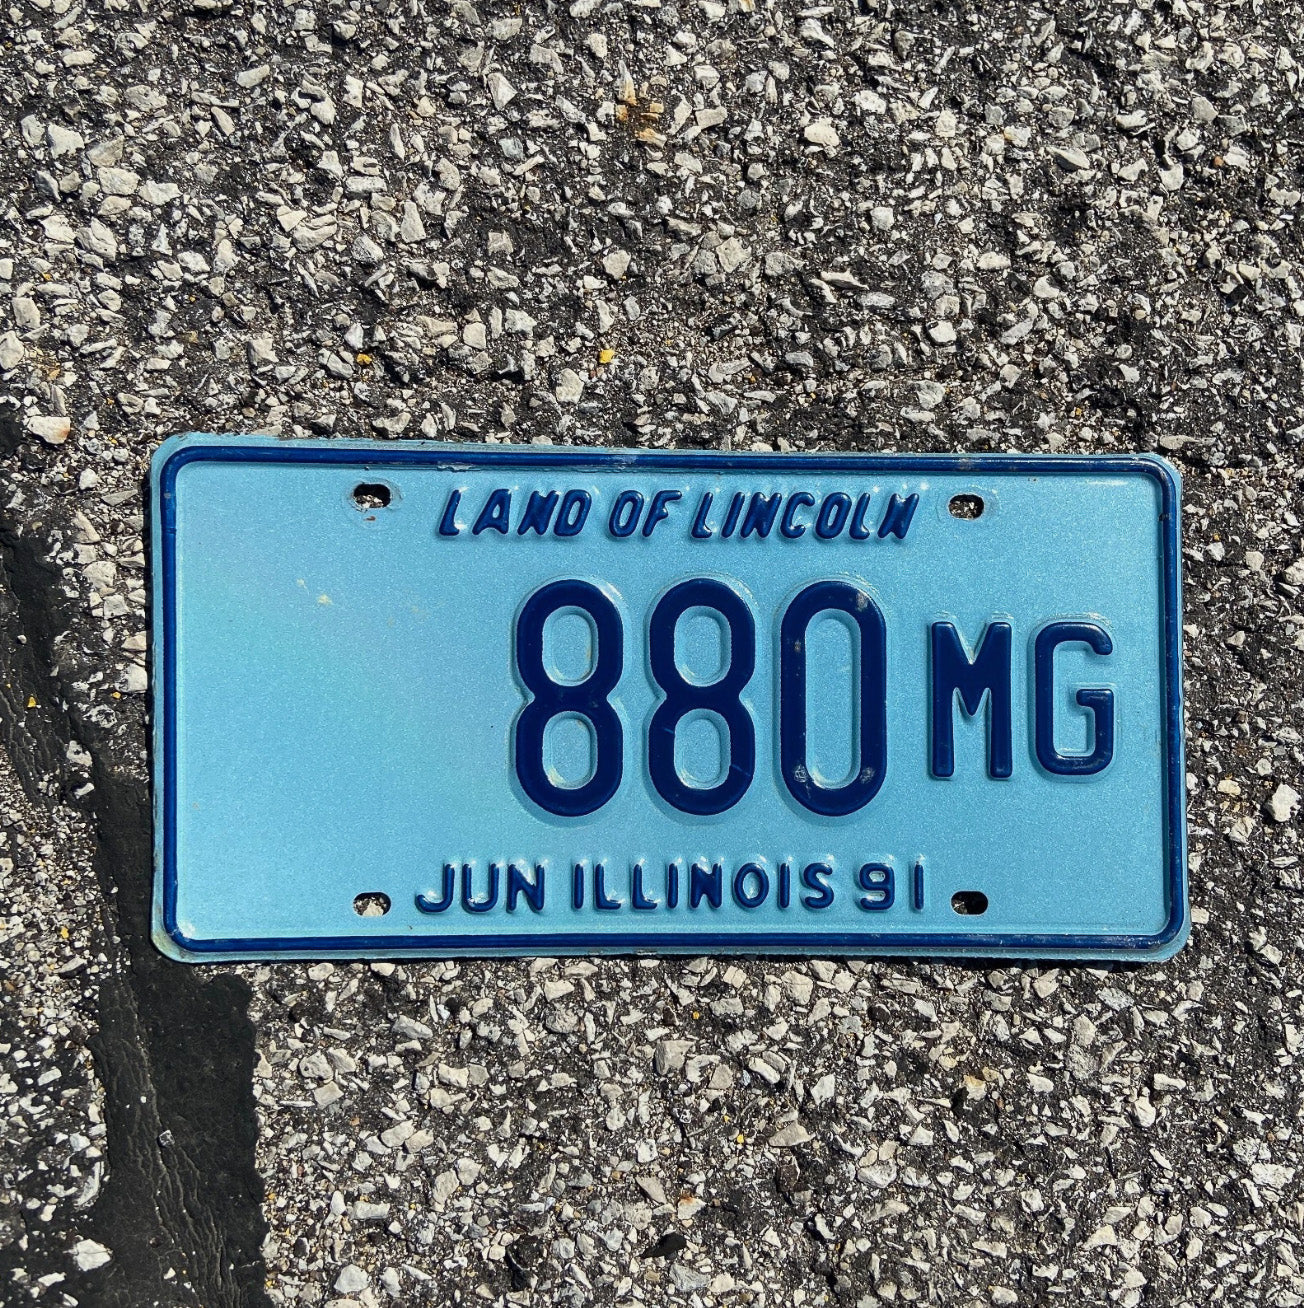 LAND OF LINCOLN
880 MG
JUN ILLINOIS 91